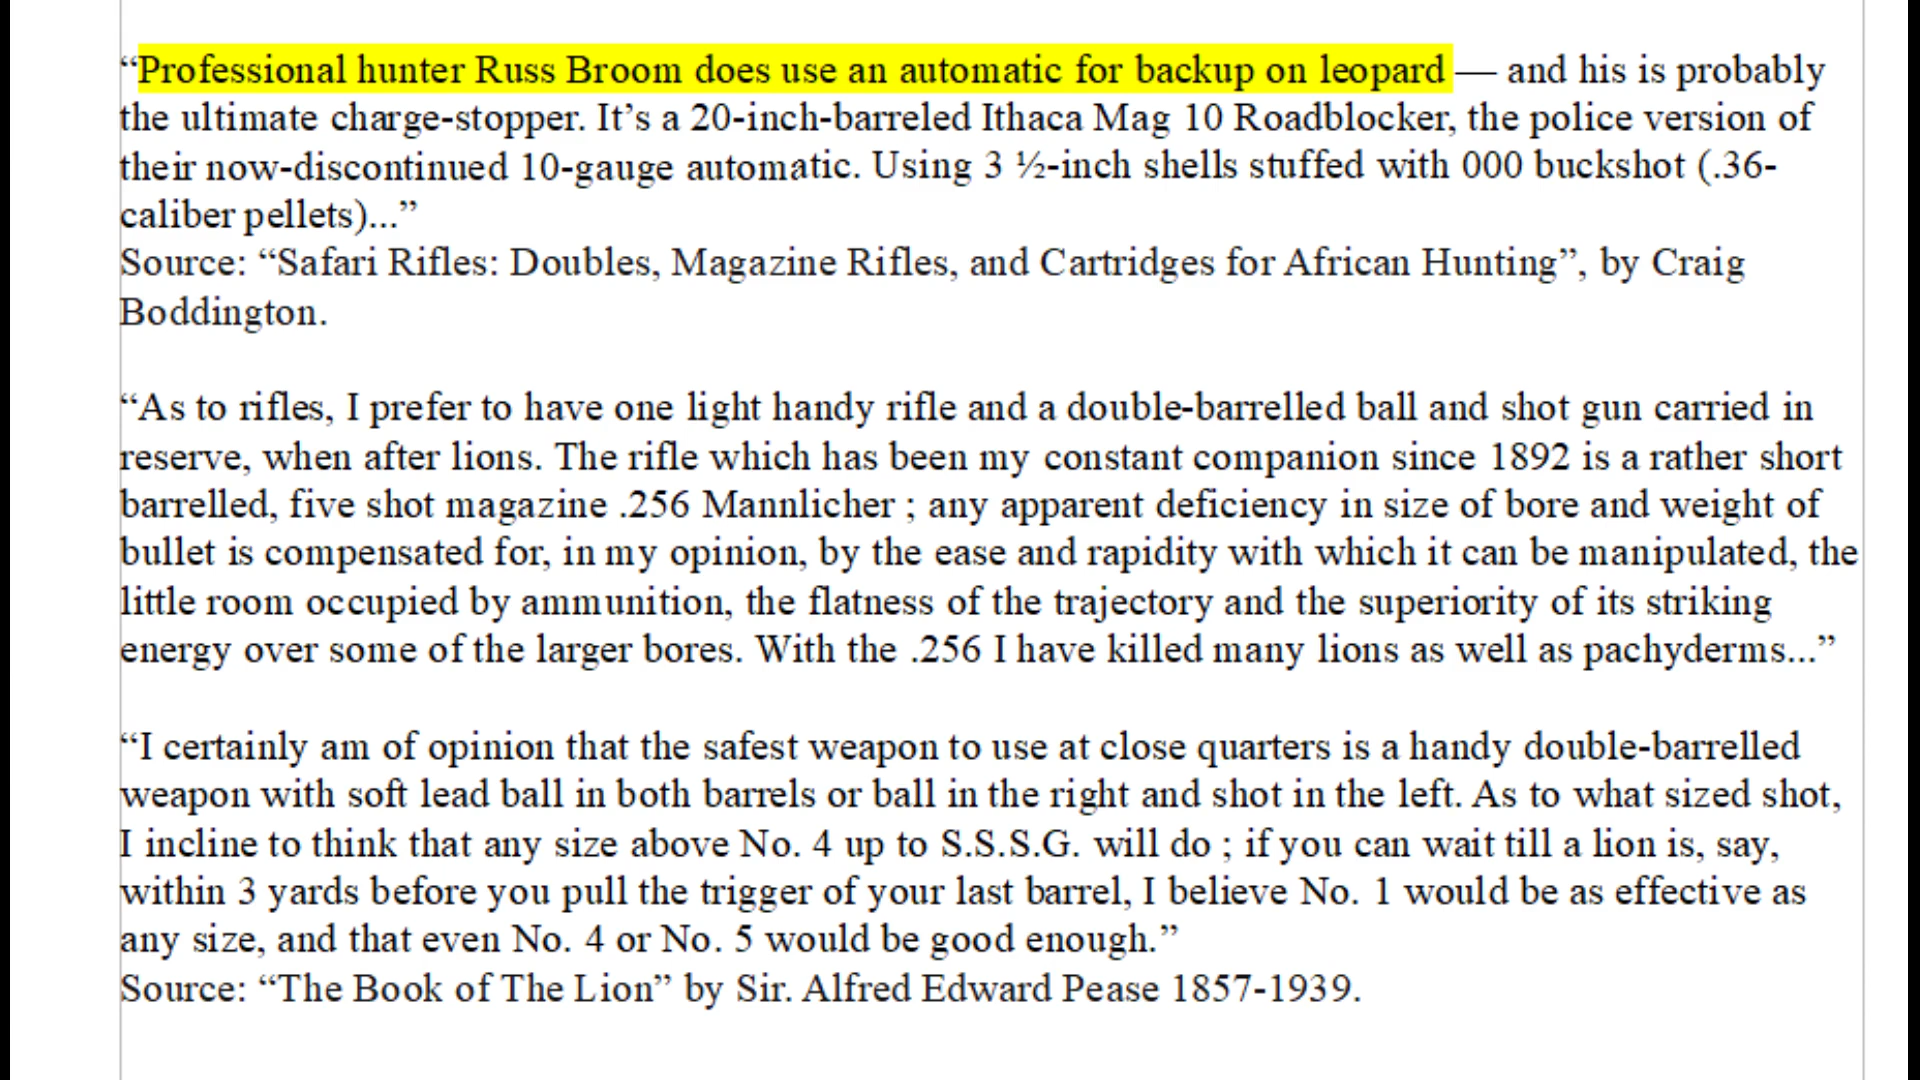 “Professional hunter Russ Broom does use an automatic for backup on leopard — and his is probably
the ultimate charge-stopper. It’s a 20-inch-barreled Ithaca Mag 10 Roadblocker, the police version of
their now-discontinued 10-gauge automatic. Using 3 ½-inch shells stuffed with 000 buckshot (.36-
caliber pellets)...”
Source: “Safari Rifles: Doubles, Magazine Rifles, and Cartridges for African Hunting”, by Craig
Boddington.
“As to rifles, I prefer to have one light handy rifle and a double-barrelled ball and shot gun carried in
reserve, when after lions. The rifle which has been my constant companion since 1892 is a rather short
barrelled, five shot magazine .256 Mannlicher ; any apparent deficiency in size of bore and weight of
bullet is compensated for, in my opinion, by the ease and rapidity with which it can be manipulated, the
little room occupied by ammunition, the flatness of the trajectory and the superiority of its striking
energy over some of the larger bores. With the .256 I have killed many lions as well as pachyderms...”
“I certainly am of opinion that the safest weapon to use at close quarters is a handy double-barrelled
weapon with soft lead ball in both barrels or ball in the right and shot in the left. As to what sized shot,
I incline to think that any size above No. 4 up to S.S.S.G. will do ; if you can wait till a lion is, say,
within 3 yards before you pull the trigger of your last barrel, I believe No. 1 would be as effective as
any size, and that even No. 4 or No. 5 would be good enough.”
Source: “The Book of The Lion” by Sir. Alfred Edward Pease 1857-1939.